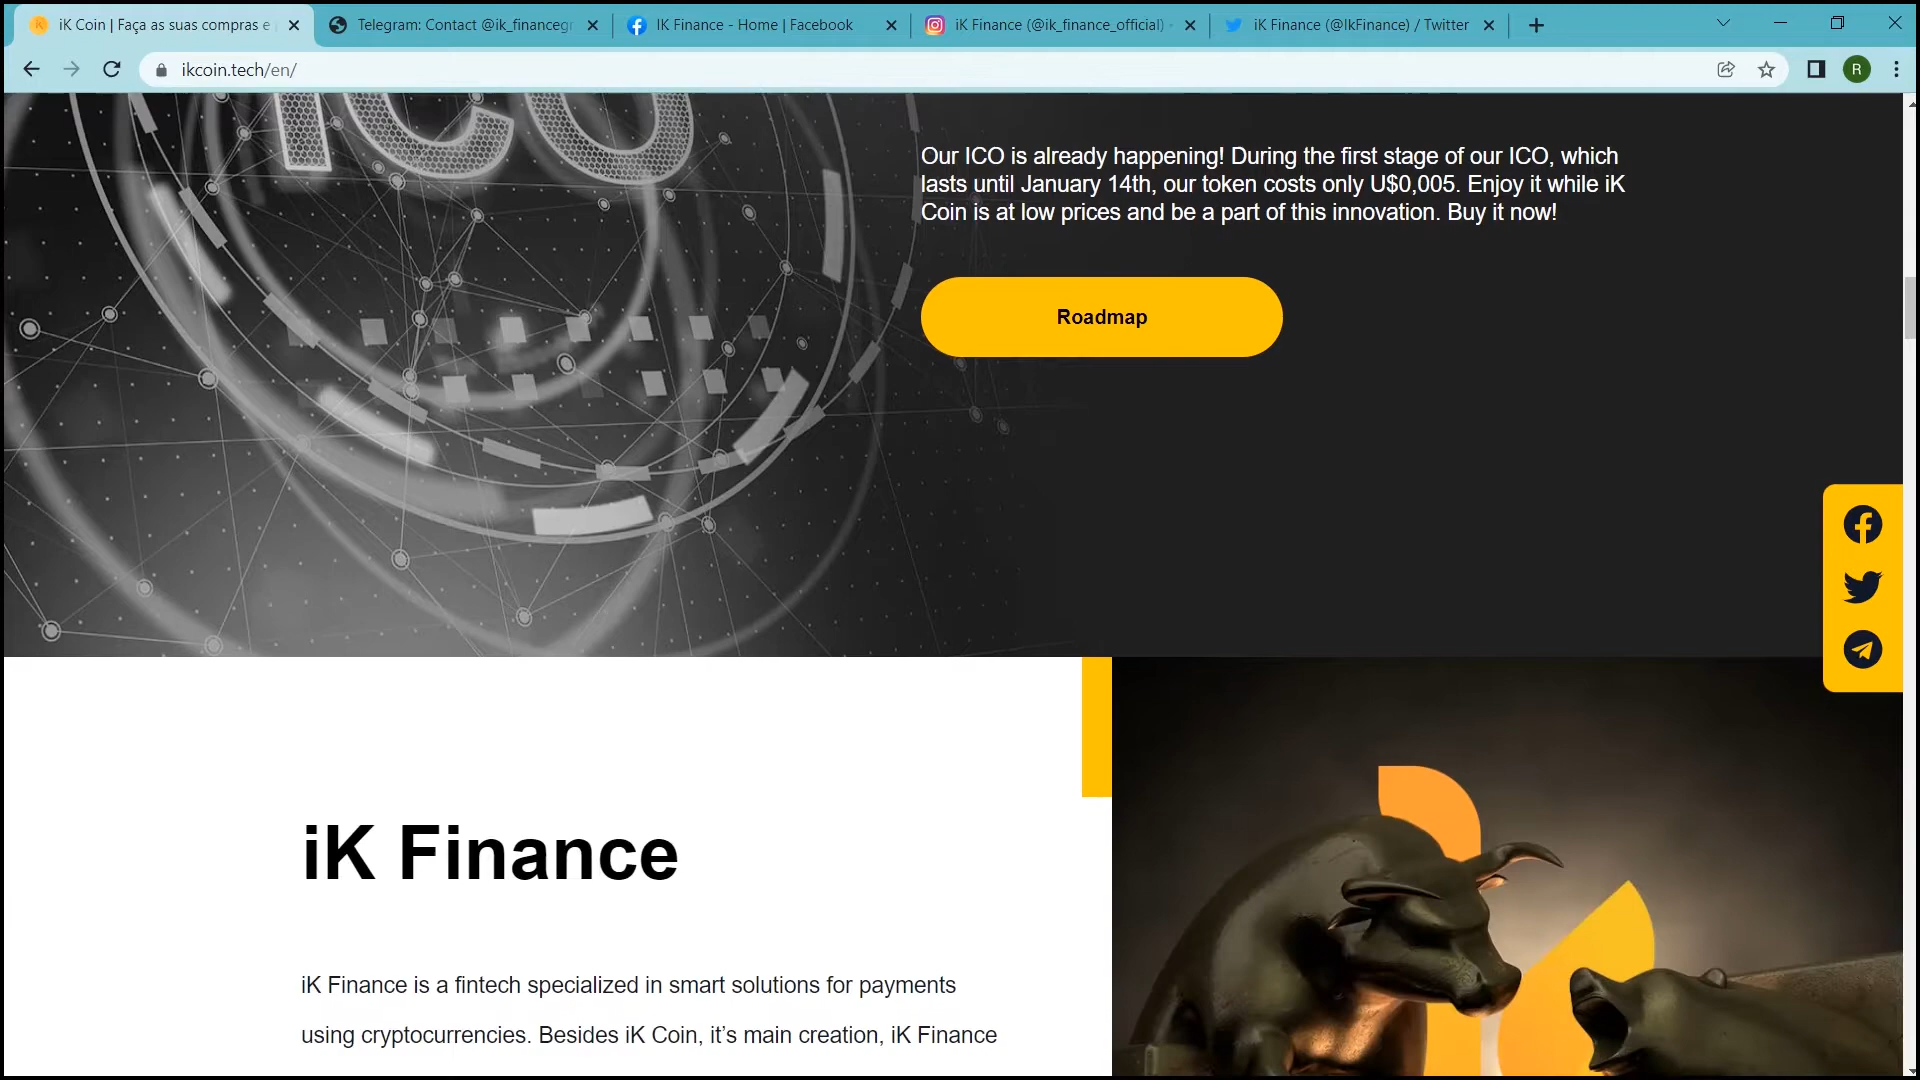 iK Coin | Faça as suas compras e
Telegram: Contact @ik_financegr
IK Finance - Home | Facebook
iK Finance (@ik_finance_official)
iK Finance (@IkFinance) / Twitter
ikcoin.tech/en/
R
ICO
Our ICO is already happening! During the first stage of our ICO, which
lasts until January 14th, our token costs only U$0,005. Enjoy it while iK
Coin is at low prices and be a part of this innovation. Buy it now!
Roadmap
iK Finance
iK Finance is a fintech specialized in smart solutions for payments
using cryptocurrencies. Besides iK Coin, it’s main creation, iK Finance